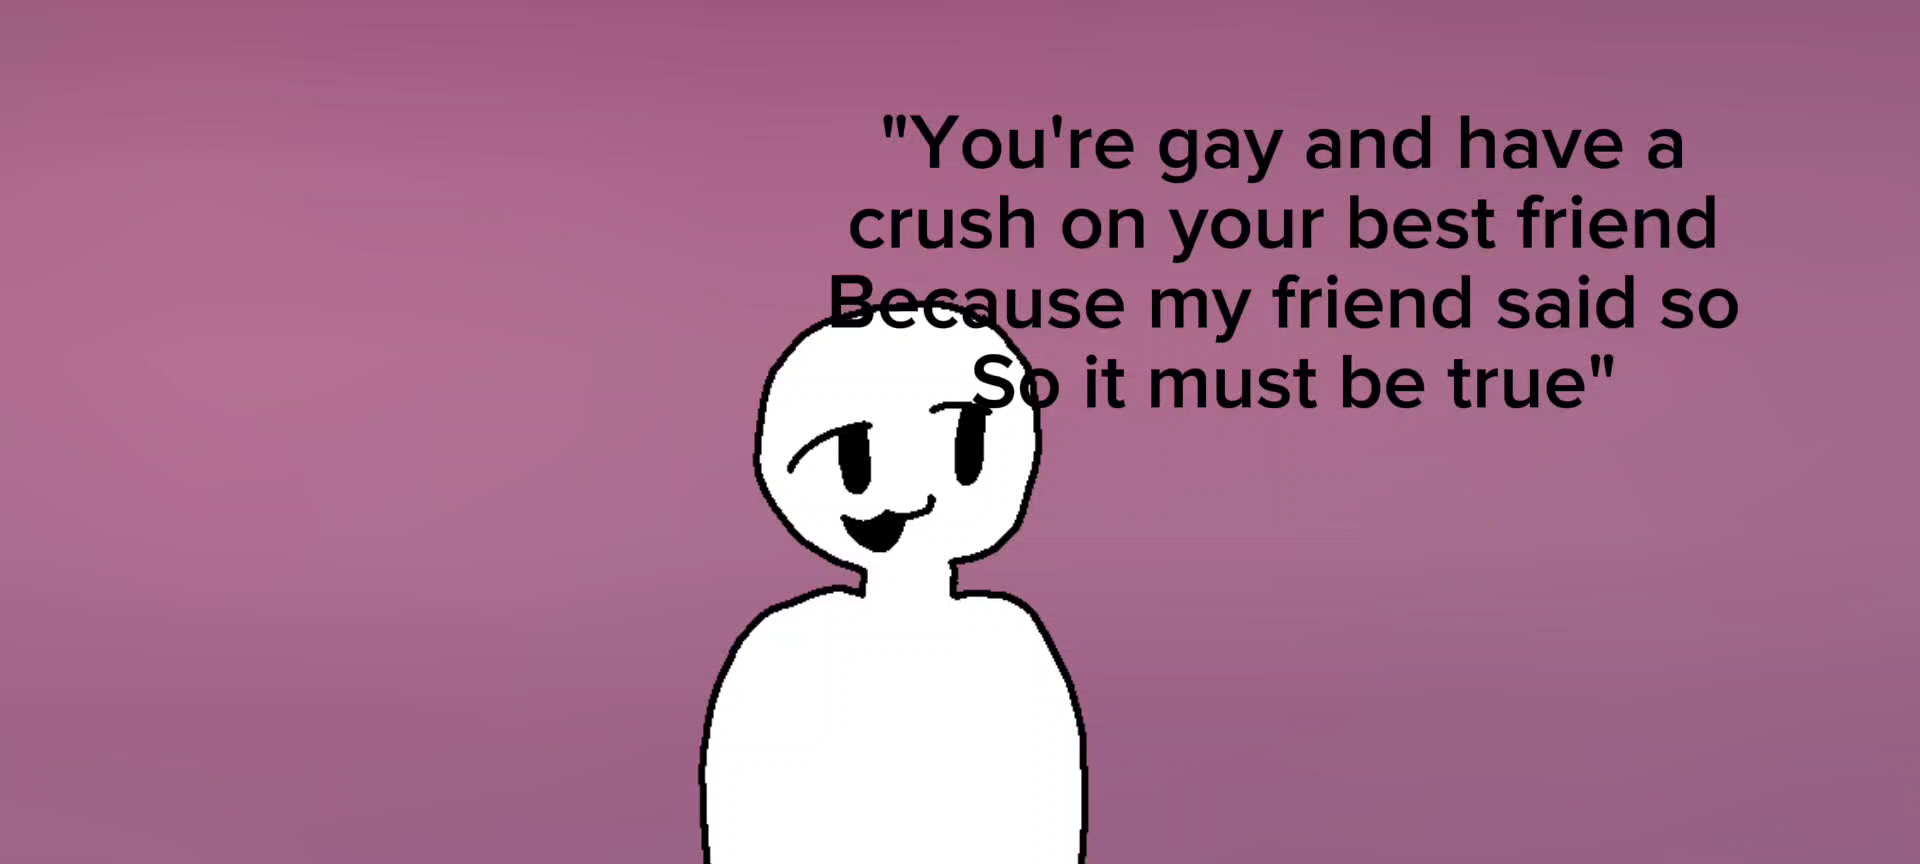 "You're gay and have a
crush on your best friend
Because my friend said so
So it must be true"